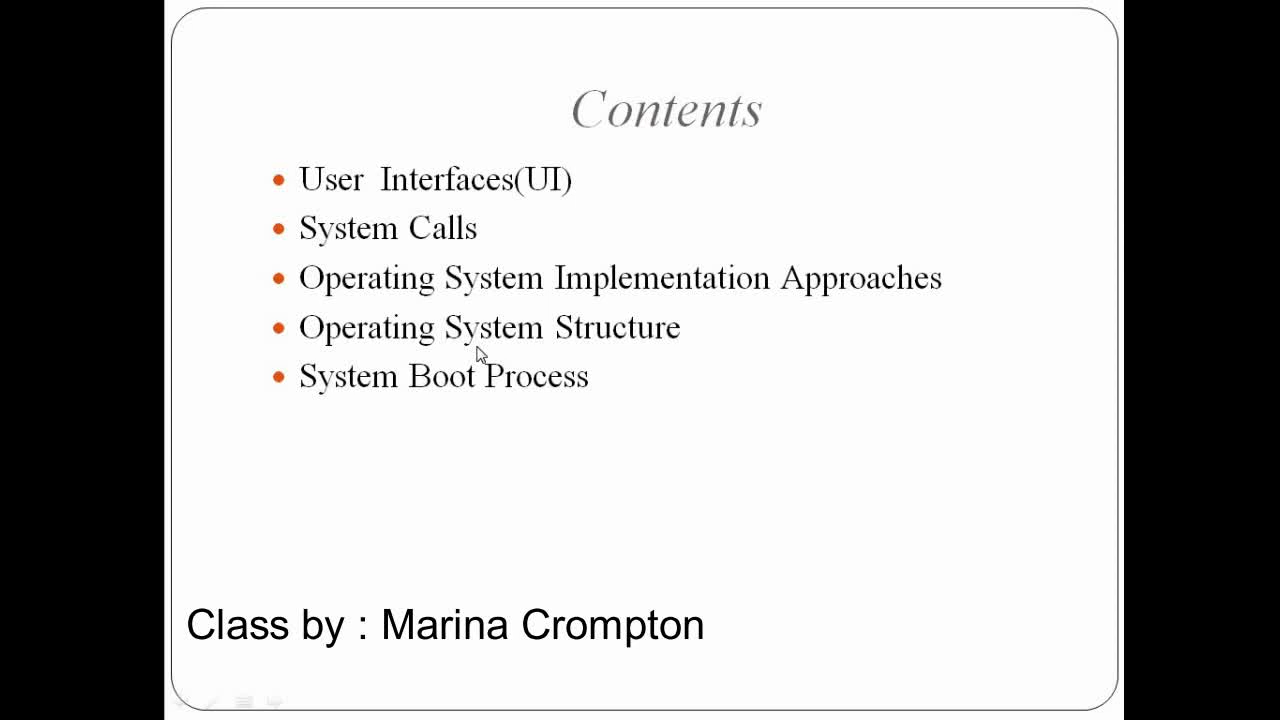 Contents
User Interfaces(UI)
System Calls
Operating System Implementation Approaches
Operating System Structure
System Boot Process
Class by : Marina Crompton